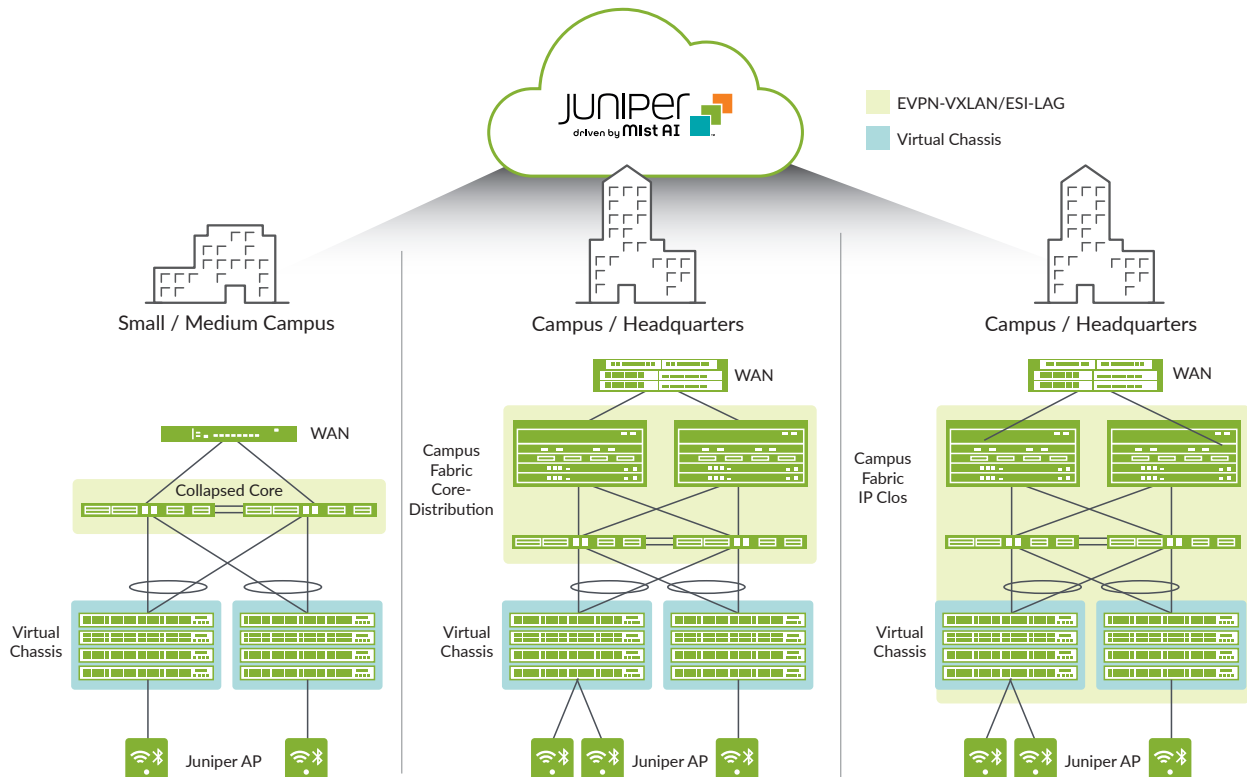 JUNIPEr
driven by MIst AI
EVPN-VXLAN/ESI-LAG
Virtual Chassis
Small / Medium Campus
WAN
Collapsed Core
Virtual
Chassis
Juniper AP
Campus / Headquarters
WAN
Campus
Fabric
Core-
Distribution
Virtual
Chassis
Juniper AP
Campus / Headquarters
WAN
Campus
Fabric
IP Clos
Virtual
Chassis
Juniper AP